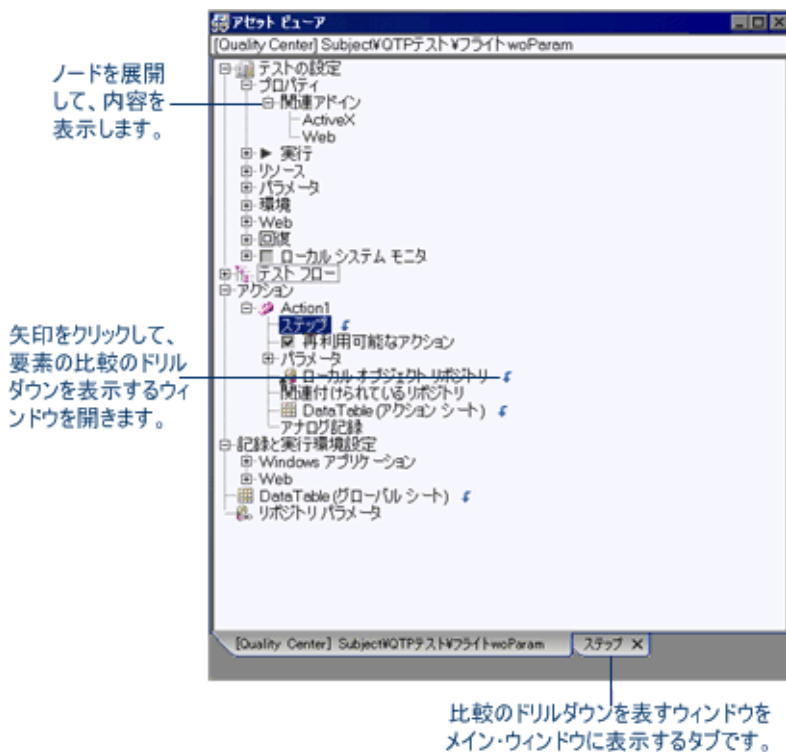 アセット ビューア
[Quality Center] Subject¥QTPテスト¥フライト woParam
ノードを展開
して、内容を
表示します。
テストの設定
プロパティ
関連アドイン
ActiveX
Web
実行
リソース
パラメータ
環境
Web
回復
ローカル システム モニタ
テスト フロー
アクション
Action1
ステップ
再利用可能なアクション
パラメータ
ローカル オブジェクト リポジトリ
関連付けられているリポジトリ
DataTable (アクション シート)
アナログ記録
矢印をクリックして、
要素の比較のドリル
ダウンを表示するウィ
ンドウを開きます。
記録と実行環境設定
Windows アプリケーション
Web
DataTable (グローバル シート)
リポジトリ パラメータ
[Quality Center] Subject¥QTPテスト¥フライトwoParam
ステップ
比較のドリルダウンを表すウィンドウを
メイン・ウィンドウに表示するタブです。